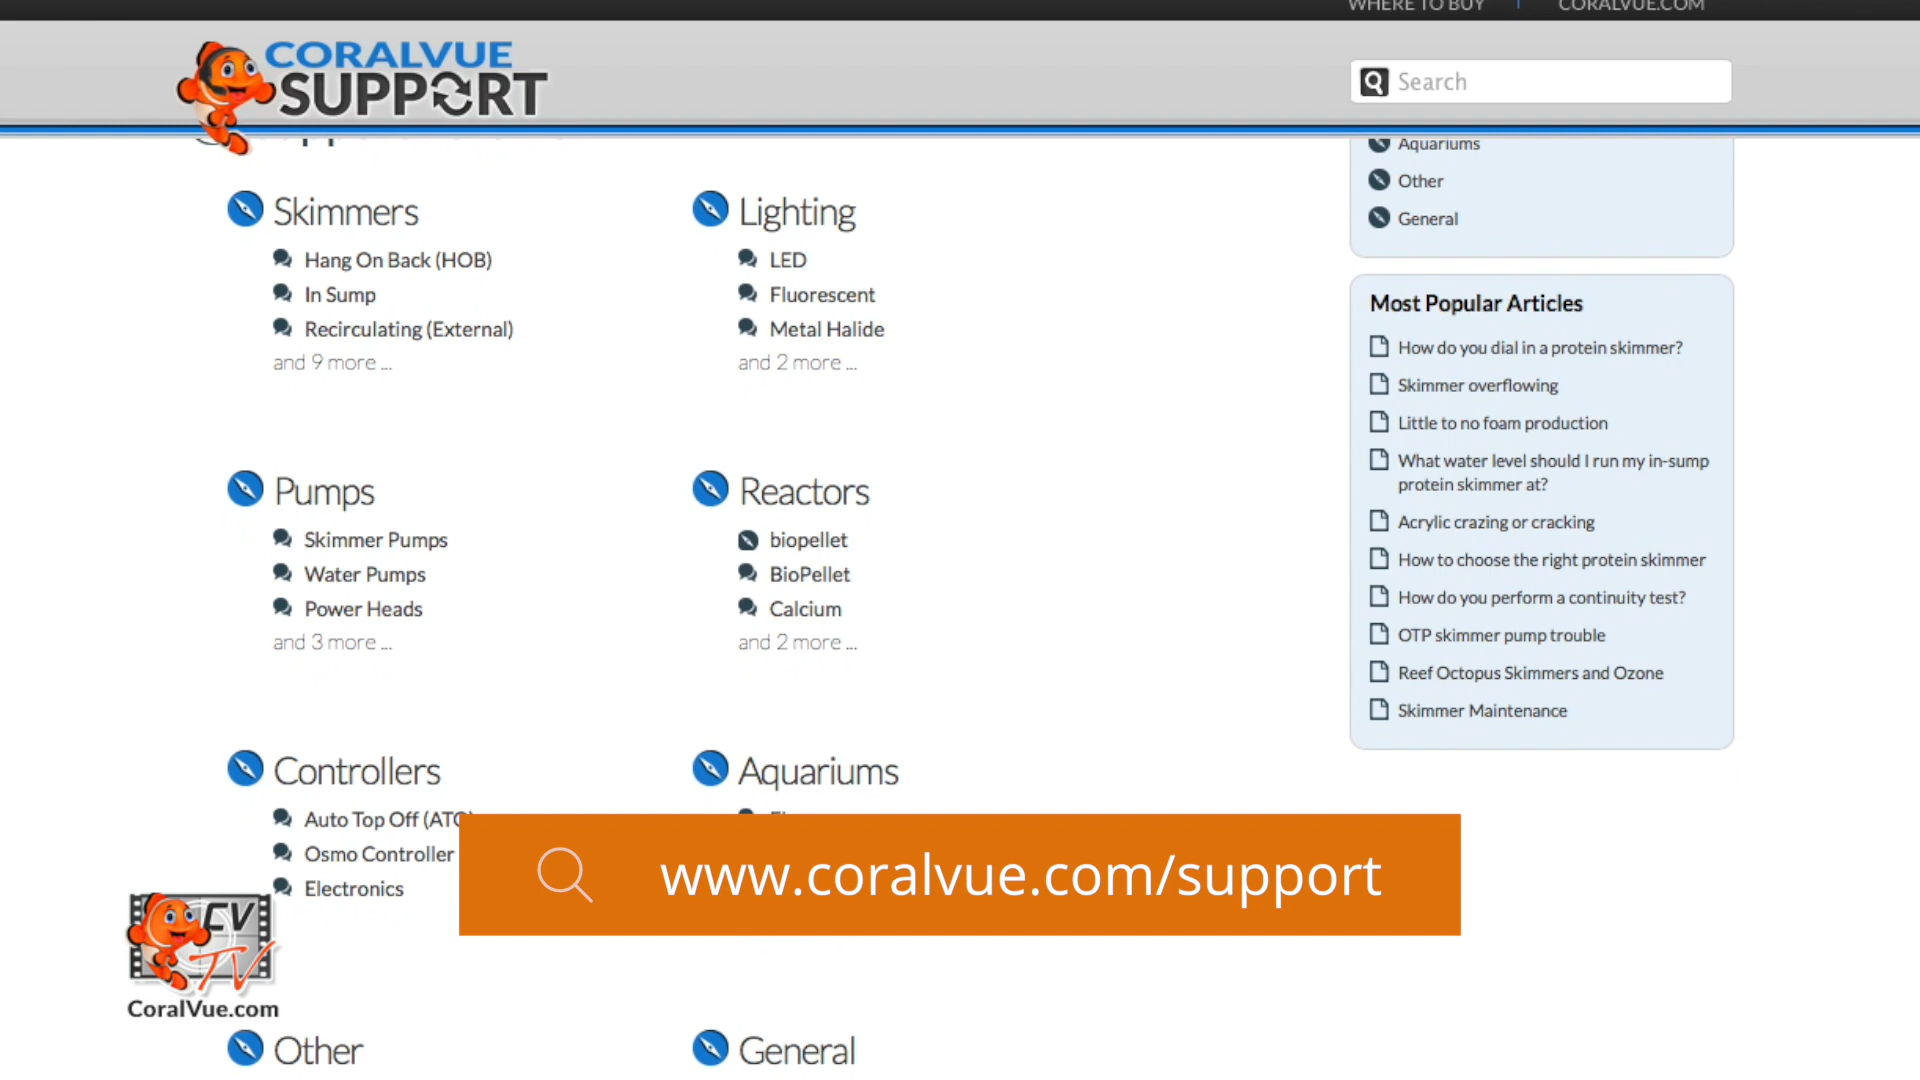 WHERE TO BUY
CORALVUE.COM
CORALVUE
SUPPORT
Search
Skimmers
Hang On Back (HOB)
In Sump
Recirculating (External)
and 9 more ...
Lighting
LED
Fluorescent
Metal Halide
and 2 more ...
Pumps
Skimmer Pumps
Water Pumps
Power Heads
and 3 more ...
Reactors
biopellet
BioPellet
Calcium
and 2 more ...
Controllers
Auto Top Off (ATO)
Osmo Controller
Electronics
Aquariums
Other
General
Aquariums
Other
General
Most Popular Articles
How do you dial in a protein skimmer?
Skimmer overflowing
Little to no foam production
What water level should I run my in-sump
protein skimmer at?
Acrylic crazing or cracking
How to choose the right protein skimmer
How do you perform a continuity test?
OTP skimmer pump trouble
Reef Octopus Skimmers and Ozone
Skimmer Maintenance
www.coralvue.com/support
CV
TV
CoralVue.com